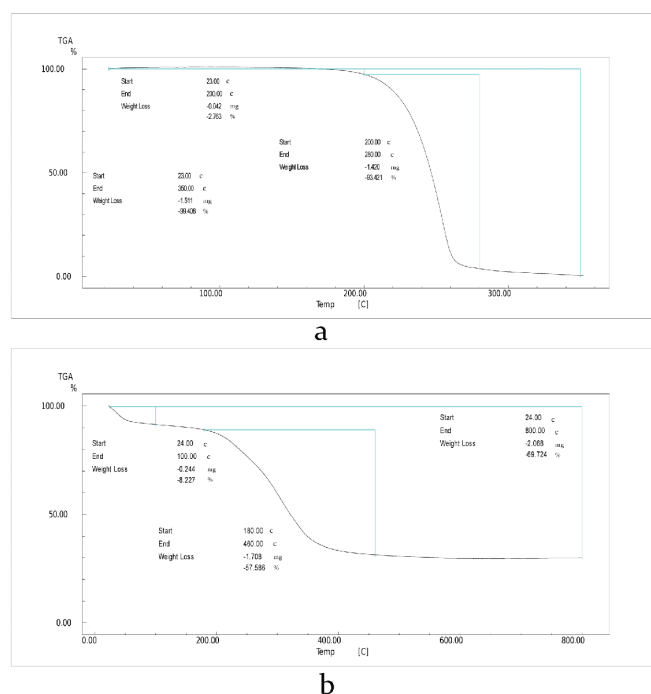 TGA
%
100.00
Start 23.00 c
End 200.00 c
Weight Loss -0.042 mg
-2.763 %
Start 200.00 c
End 280.00 c
Weight Loss -1.420 mg
-93.421 %
50.00
Start 23.00 c
End 350.00 c
Weight Loss -1.511 mg
-99.408 %
0.00
100.00 200.00 300.00
Temp [C]
a
TGA
%
100.00
Start 24.00 c
End 800.00 c
Weight Loss -2.068 mg
-69.724 %
Start 24.00 c
End 100.00 c
Weight Loss -0.244 mg
-8.227 %
50.00
Start 180.00 c
End 460.00 c
Weight Loss -1.708 mg
-57.586 %
0.00
0.00 200.00 400.00 600.00 800.00
Temp [C]
b